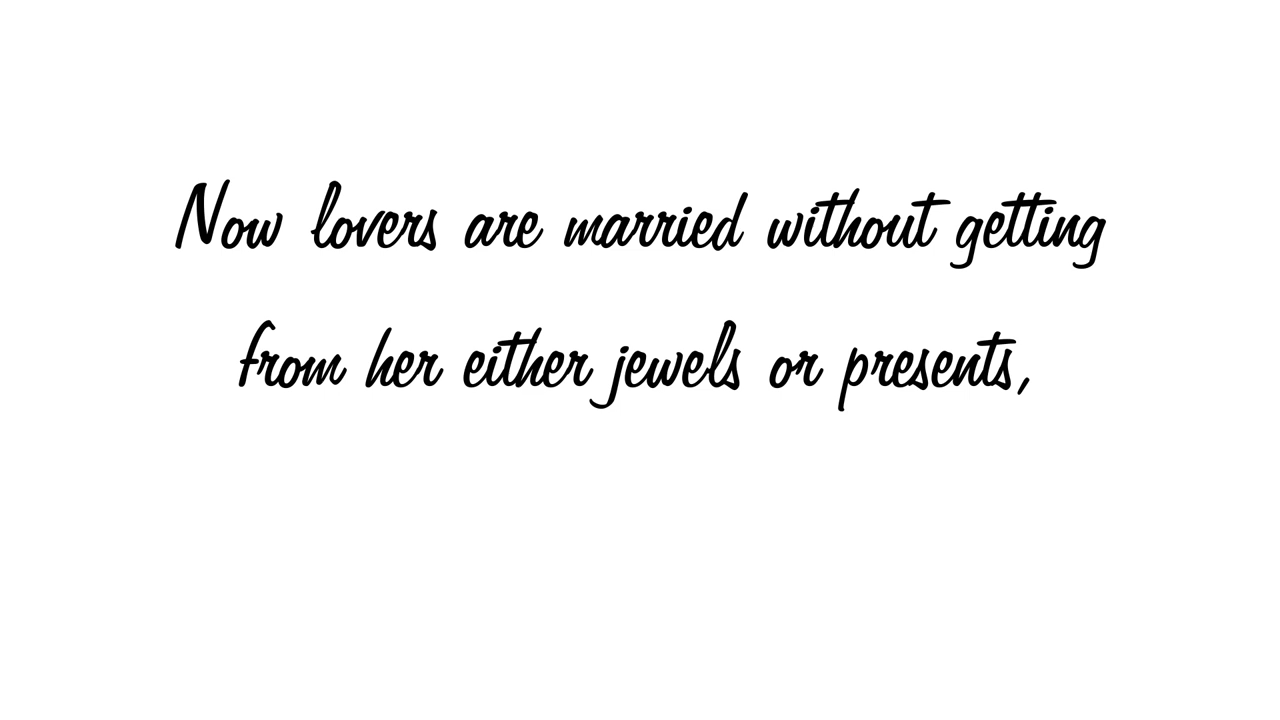 Now lovers are married without getting
from her either jewels or presents,